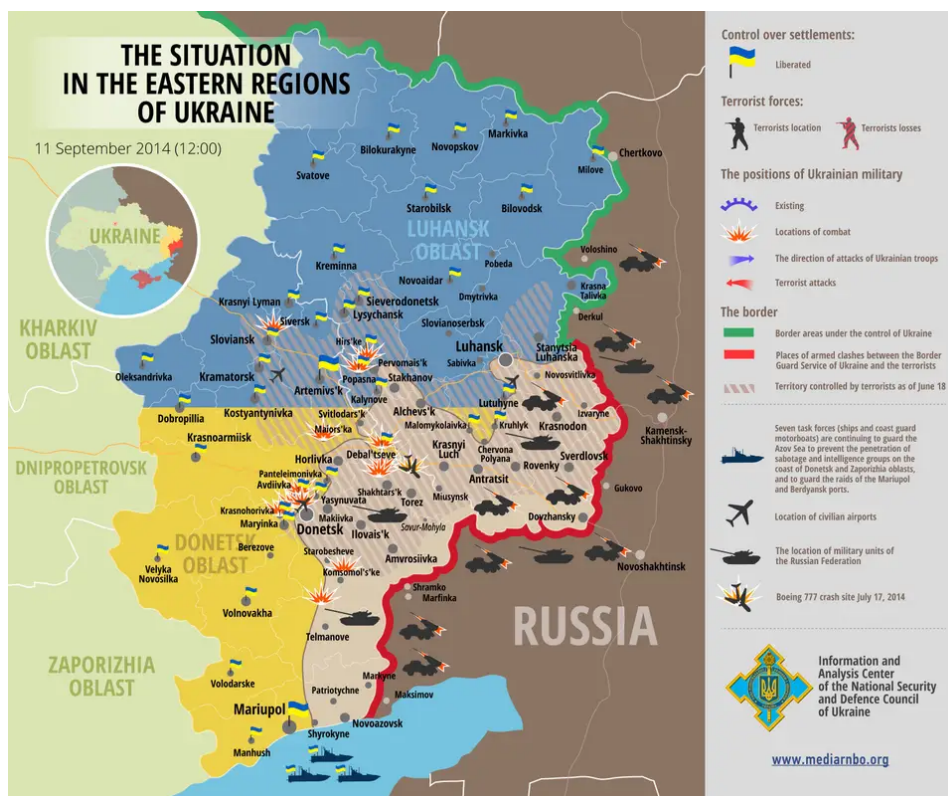 THE SITUATION
IN THE EASTERN REGIONS
OF UKRAINE
11 September 2014 (12:00)
UKRAINE
KHARKIV
OBLAST
DNIPROPETROVSK
OBLAST
ZAPORIZHIA
OBLAST
LUHANSK
OBLAST
DONETSK
OBLAST
RUSSIA
Svatove
Bilokurakyne
Novopskov
Markivka
Milove
Chertkovo
Starobilsk
Bilovodsk
Kreminna
Novoaidar
Pobeda
Voloshino
Dmytrivka
Krasna
Talivka
Derkul
Krasnyi Lyman
Siversk
Sieverodonetsk
Lysychansk
Slovianoserbsk
Sloviansk
Hirs'ke
Luhansk
Stanytsia
Luhanska
Oleksandrivka
Kramatorsk
Artemivs'k
Popasna
Pervomais'k
Stakhanov
Sabivka
Novosvitlivka
Kalynove
Lutuhyne
Dobropillia
Kostyantynivka
Svitlodars'k
Maiors'ka
Alchevs'k
Malomykolaivka
Kruhlyk
Izvaryne
Krasnodon
Kamensk-
Shakhtinsky
Krasnoarmiisk
Horlivka
Debal'tseve
Krasnyi
Luch
Chervona
Polyana
Sverdlovsk
Rovenky
Panteleimonivka
Avdiivka
Antratsit
Gukovo
Yasynuvata
Shakhtars'k
Torez
Miusynsk
Krasnohorivka
Maryinka
Makiivka
Donetsk
Savur-Mohyla
Dovzhansky
Ilovais'k
Berezove
Starobesheve
Amvrosiivka
Novoshakhtinsk
Velyka
Novosilka
Komsomol's'ke
Shramko
Marfinka
Volnovakha
Telmanove
Volodarske
Patriotychne
Markyne
Maksimov
Mariupol
Novoazovsk
Shyrokyne
Manhush
Control over settlements:
Liberated
Terrorist forces:
Terrorists location
Terrorists losses
The positions of Ukrainian military
Existing
Locations of combat
The direction of attacks of Ukrainian troops
Terrorist attacks
The border
Border areas under the control of Ukraine
Places of armed clashes between the Border
Guard Service of Ukraine and the terrorists
Territory controlled by terrorists as of June 18
Seven task forces (ships and coast guard
motorboats) are continuing to guard the
Azov Sea to prevent the penetration of
sabotage and intelligence groups on the
coast of Donetsk and Zaporizhia oblasts,
and to guard the raids of the Mariupol
and Berdyansk ports.
Location of civilian airports
The location of military units of
the Russian Federation
Boeing 777 crash site July 17, 2014
Information and
Analysis Center
of the National Security
and Defence Council
of Ukraine
www.mediarnbo.org